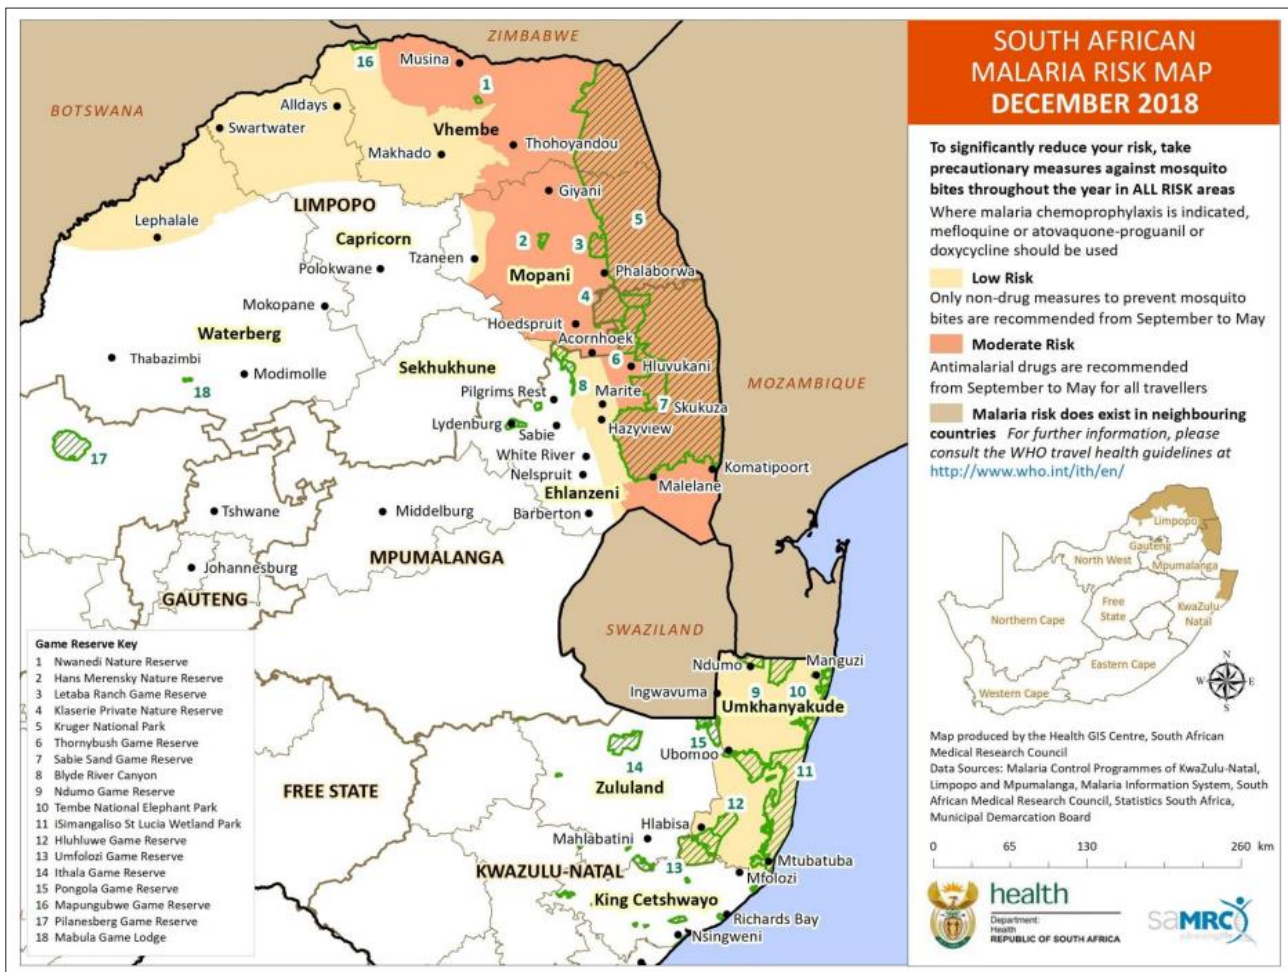 ZIMBABWE
BOTSWANA
MOZAMBIQUE
SWAZILAND
16
Musina
1
Alldays
Swartwater
Vhembe
Makhado
Thohoyandou
Giyani
LIMPOPO
5
Lephalale
Capricorn
2
3
Tzaneen
Polokwane
Mopani
Phalaborwa
4
Mokopane
Hoedspruit
Waterberg
Acornhoek
Thabazimbi
Sekhukhune
6
Hluvukani
Modimolle
18
8
Pilgrims Rest
Marite
7
Skukuza
Lydenburg
Sabie
Hazyview
17
White River
Nelspruit
Komatipoort
Malelane
Ehlanzeni
Tshwane
Middelburg
Barberton
MPUMALANGA
Johannesburg
GAUTENG
Ndumo
Manguzi
Ingwavuma
9
10
Umkhanyakude
15
Ubombo
14
11
FREE STATE
Zululand
12
Hlabisa
Mahlabatini
Mtubatuba
KWAZULU-NATAL
13
Mfolozi
King Cetshwayo
Richards Bay
Nsingweni
Game Reserve Key
1 Nwanedi Nature Reserve
2 Hans Merensky Nature Reserve
3 Letaba Ranch Game Reserve
4 Klaserie Private Nature Reserve
5 Kruger National Park
6 Thornybush Game Reserve
7 Sabie Sand Game Reserve
8 Blyde River Canyon
9 Ndumo Game Reserve
10 Tembe National Elephant Park
11 iSimangaliso St Lucia Wetland Park
12 Hluhluwe Game Reserve
13 Umfolozi Game Reserve
14 Ithala Game Reserve
15 Pongola Game Reserve
16 Mapungubwe Game Reserve
17 Pilanesberg Game Reserve
18 Mabula Game Lodge
SOUTH AFRICAN
MALARIA RISK MAP
DECEMBER 2018
To significantly reduce your risk, take
precautionary measures against mosquito
bites throughout the year in ALL RISK areas
Where malaria chemoprophylaxis is indicated,
mefloquine or atovaquone-proguanil or
doxycycline should be used
Low Risk
Only non-drug measures to prevent mosquito
bites are recommended from September to May
Moderate Risk
Antimalarial drugs are recommended
from September to May for all travellers
Malaria risk does exist in neighbouring
countries For further information, please
consult the WHO travel health guidelines at
http://www.who.int/ith/en/
Limpopo
Gauteng
North West
Mpumalanga
Free
State
KwaZulu-
Natal
Northern Cape
Eastern Cape
Western Cape
N
W
E
S
Map produced by the Health GIS Centre, South African
Medical Research Council
Data Sources: Malaria Control Programmes of KwaZulu-Natal,
Limpopo and Mpumalanga, Malaria Information System, South
African Medical Research Council, Statistics South Africa,
Municipal Demarcation Board
0 65 130 260 km
health
Department:
Health
REPUBLIC OF SOUTH AFRICA
saMRC